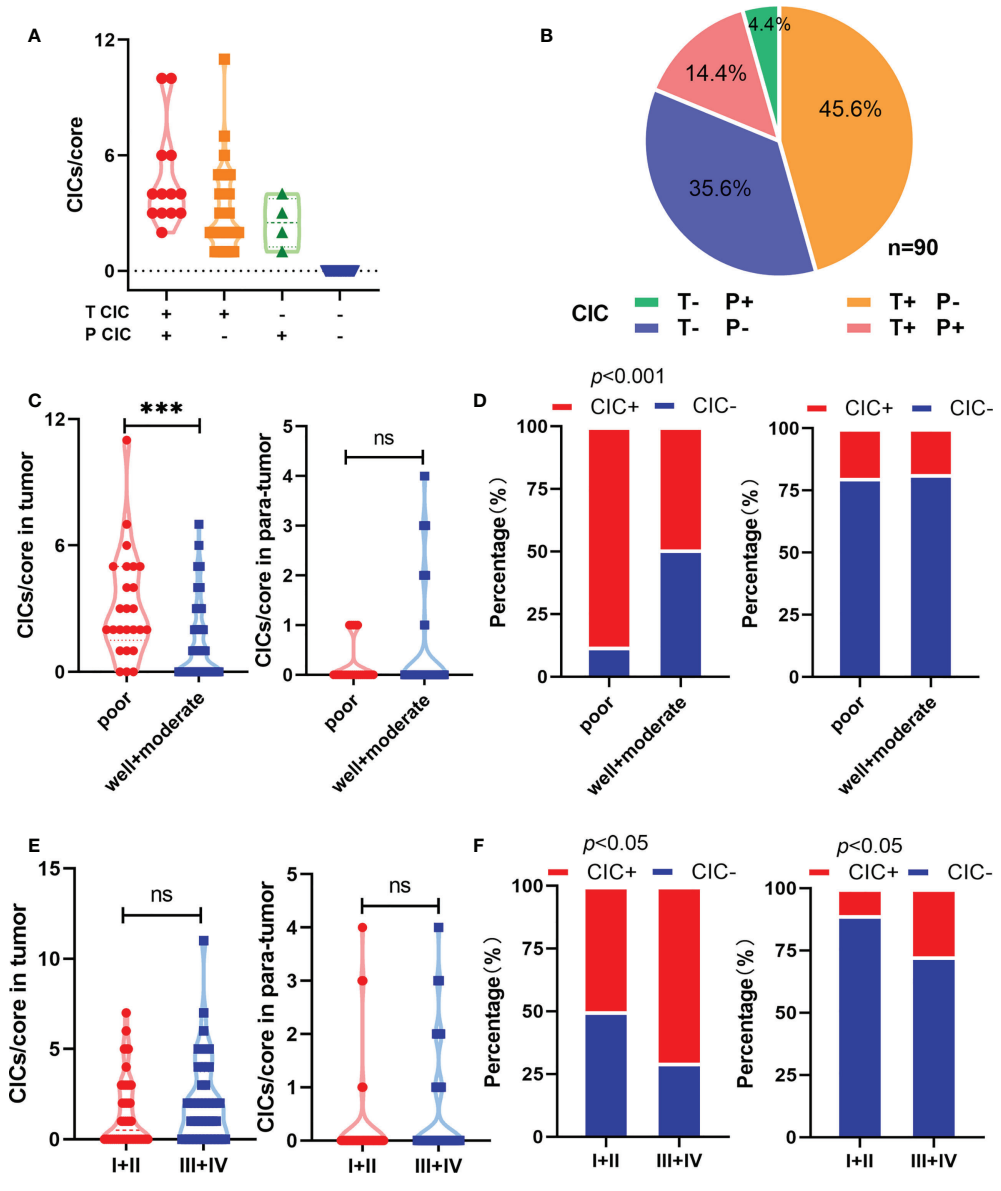 A
12
6
0
CICs/core
T CIC + + - -
P CIC + - + -
B
4.4%
14.4%
45.6%
35.6%
n=90
CIC
T- P+ T+ P-
T- P- T+ P+
C
12
6
0
CICs/core in tumor
***
poor
well+moderate
5
4
3
2
1
0
CICs/core in para-tumor
ns
poor
well+moderate
D
p<0.001
CIC+ CIC-
100
75
50
25
0
Percentage(%)
poor
well+moderate
CIC+ CIC-
100
75
50
25
0
Percentage(%)
poor
well+moderate
E
15
10
5
0
CICs/core in tumor
ns
I+II III+IV
5
4
3
2
1
0
CICs/core in para-tumor
ns
I+II III+IV
F
p<0.05
CIC+ CIC-
100
75
50
25
0
Percentage(%)
I+II III+IV
p<0.05
CIC+ CIC-
100
75
50
25
0
Percentage(%)
I+II III+IV